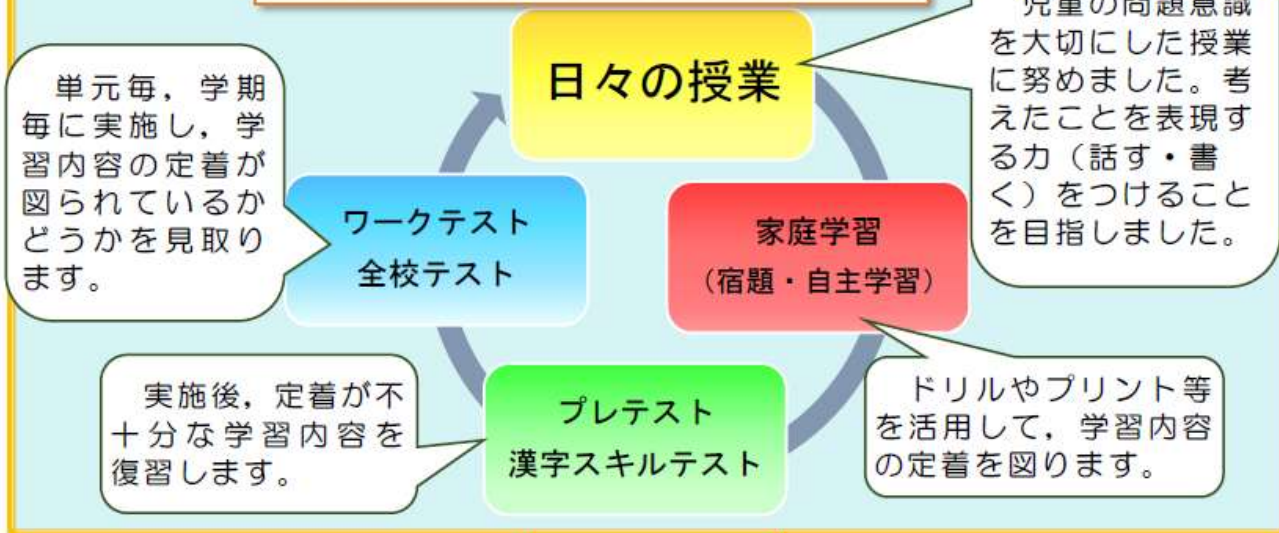 児童の問題意識
を大切にした授業
に努めました。考
えたことを表現す
る力（話す・書
く）をつけること
を目指しました。
日々の授業
単元毎，学期
毎に実施し，学
習内容の定着が
図られているか
どうかを見取り
ます。
ワークテスト
全校テスト
家庭学習
（宿題・自主学習）
実施後，定着が不
十分な学習内容を
復習します。
プレテスト
漢字スキルテスト
ドリルやプリント等
を活用して，学習内容
の定着を図ります。